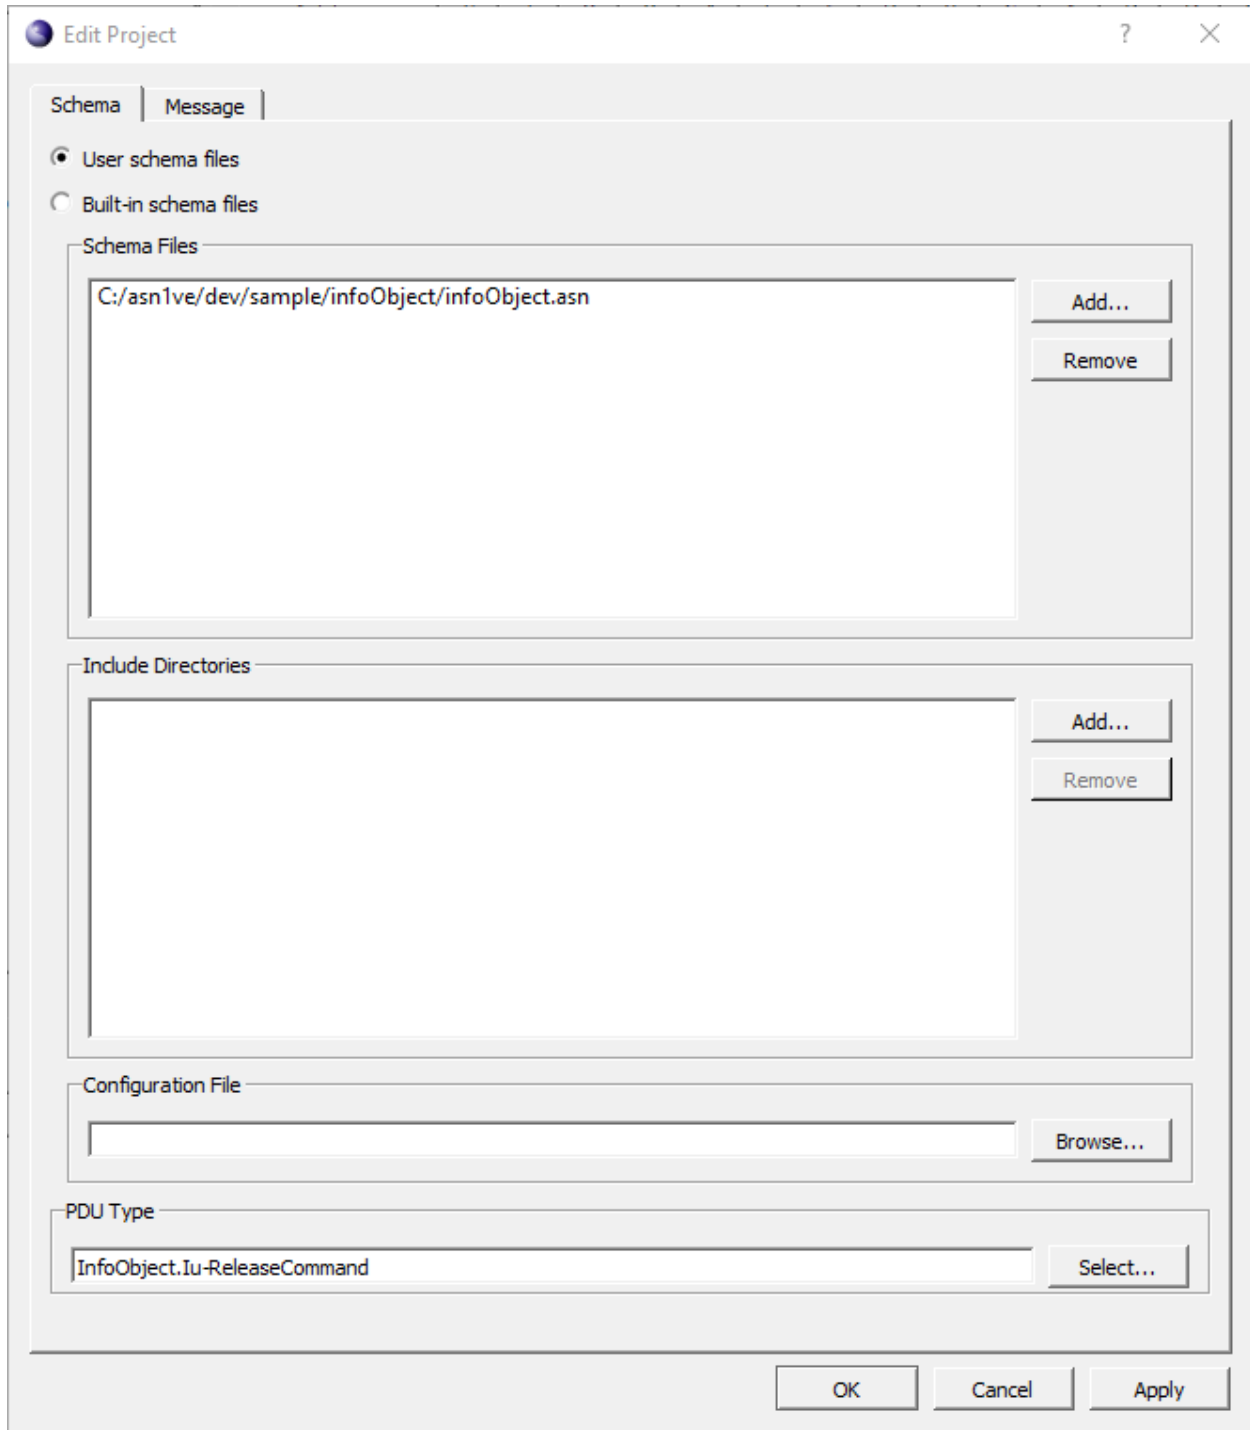 Edit Project
?
Schema
Message
User schema files
Built-in schema files
Schema Files
C:/asn1ve/dev/sample/infoObject/infoObject.asn
Add...
Remove
Include Directories
Add...
Remove
Configuration File
Browse...
PDU Type
InfoObject.Iu-ReleaseCommand
Select...
OK
Cancel
Apply